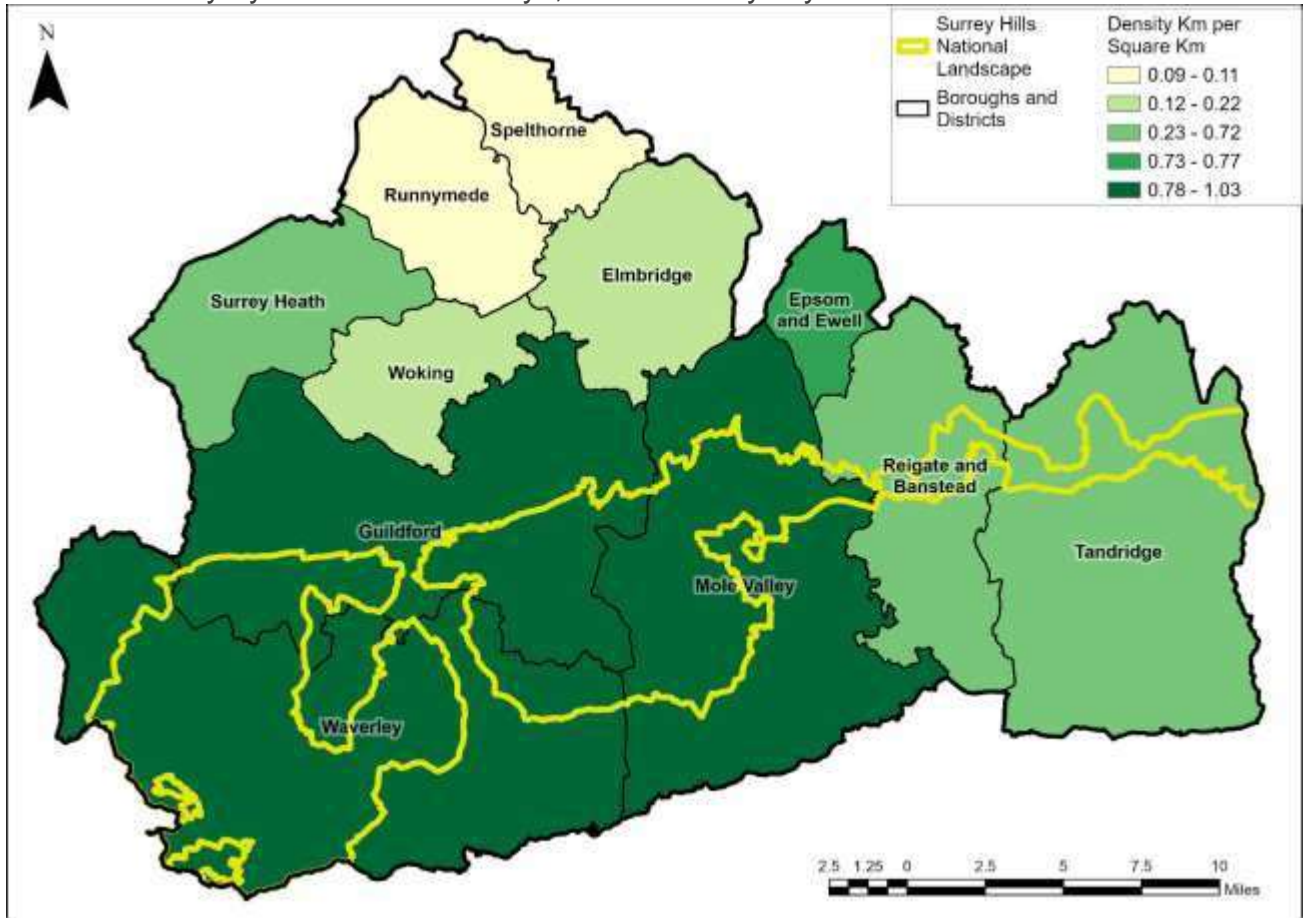 N
Surrey Hills
National
Landscape
Boroughs and
Districts
Density Km per
Square Km
0.09 - 0.11
0.12 - 0.22
0.23 - 0.72
0.73 - 0.77
0.78 - 1.03
Spelthorne
Runnymede
Elmbridge
Surrey Heath
Epsom
and Ewell
Woking
Reigate and
Banstead
Guildford
Tandridge
Mole Valley
Waverley
2.5 1.25 0 2.5 5 7.5 10
Miles